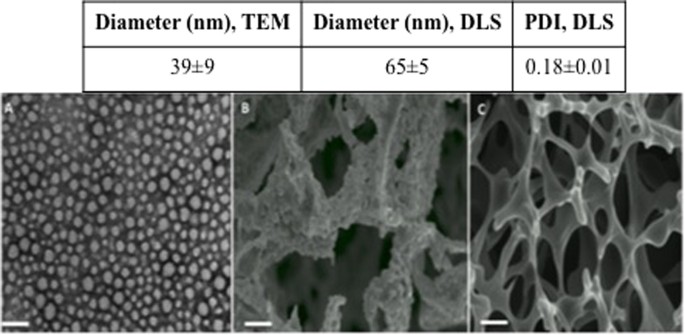 Diameter (nm), TEM Diameter (nm), DLS PDI, DLS
39±9 65±5 0.18±0.01
A B C